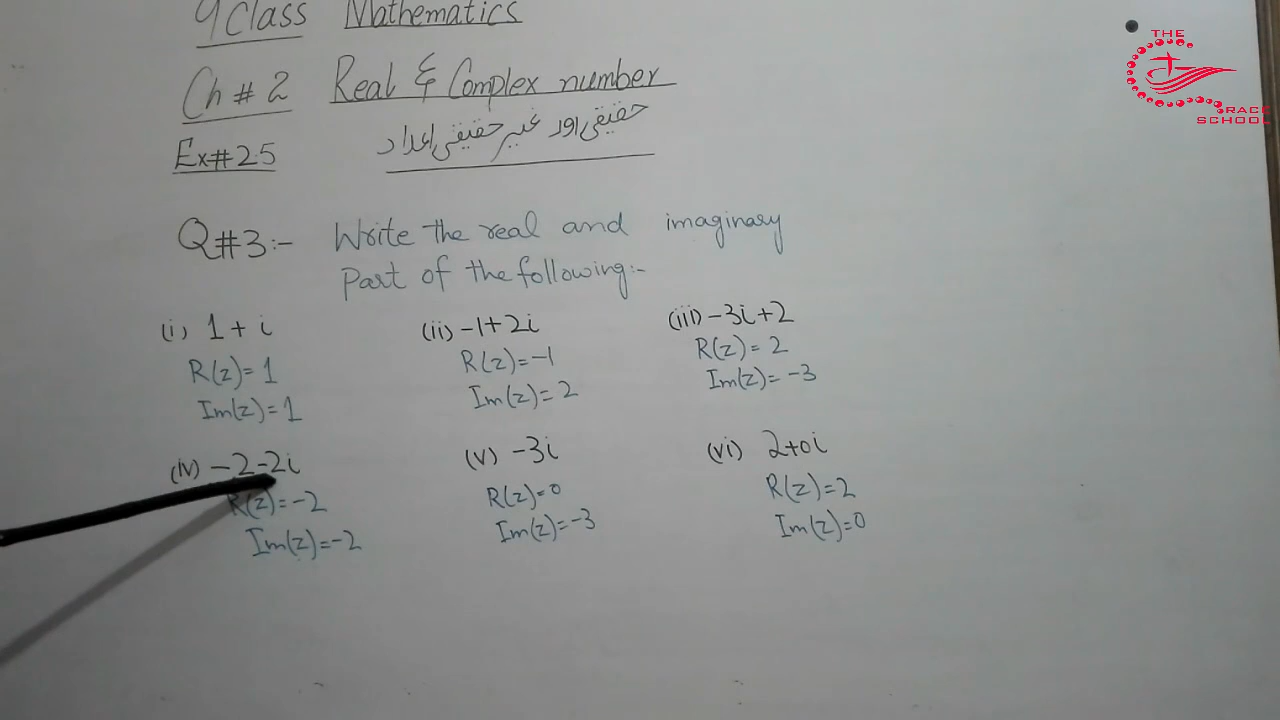 9 Class Mathematics
Ch # 2 Real & Complex number
حقیقی اور غیر حقیقی اعداد
Ex# 2.5
Q#3:- Write the real and imaginary
Part of the following:-
(i) 1 + i
R(z) = 1
Im(z) = 1
(ii) -1+2i
R(z) = -1
Im(z) = 2
(iii) -3i+2
R(z) = 2
Im(z) = -3
(iv) -2-2i
R(z) = -2
Im(z) = -2
(v) -3i
R(z) = 0
Im(z) = -3
(vi) 2+0i
R(z) = 2
Im(z) = 0
THE
GRACE
SCHOOL